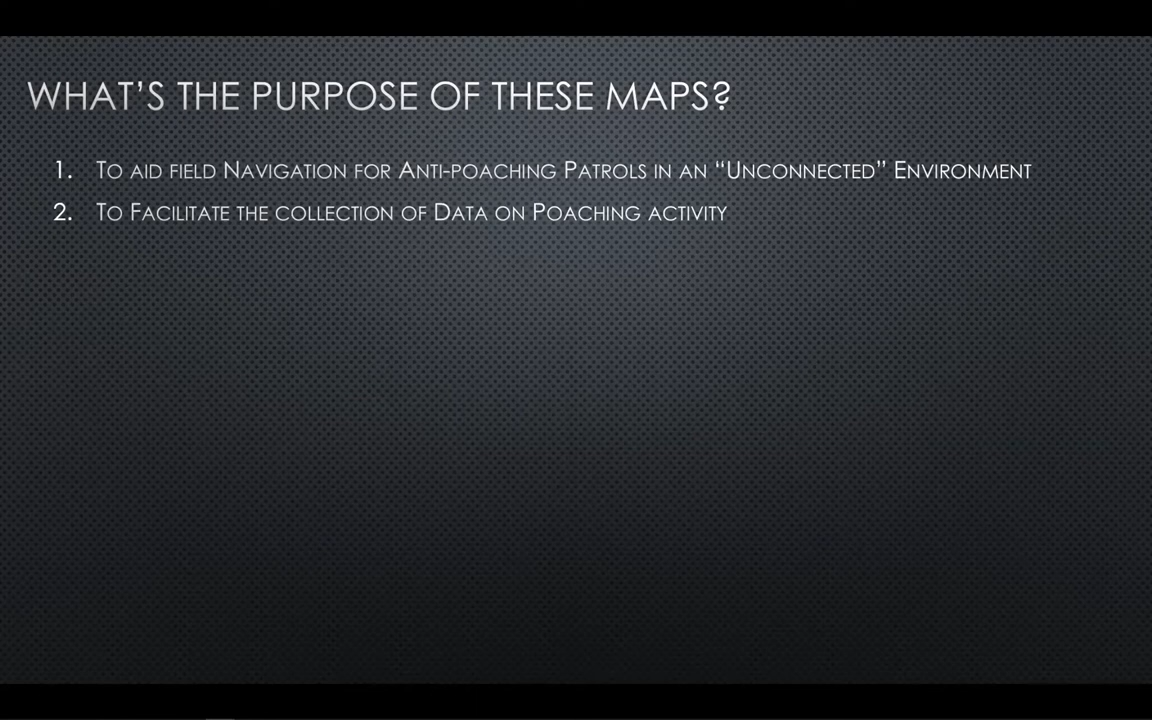 WHAT’S THE PURPOSE OF THESE MAPS?
1. To aid field Navigation for Anti-poaching Patrols in an “Unconnected” Environment
2. To Facilitate the collection of Data on Poaching activity